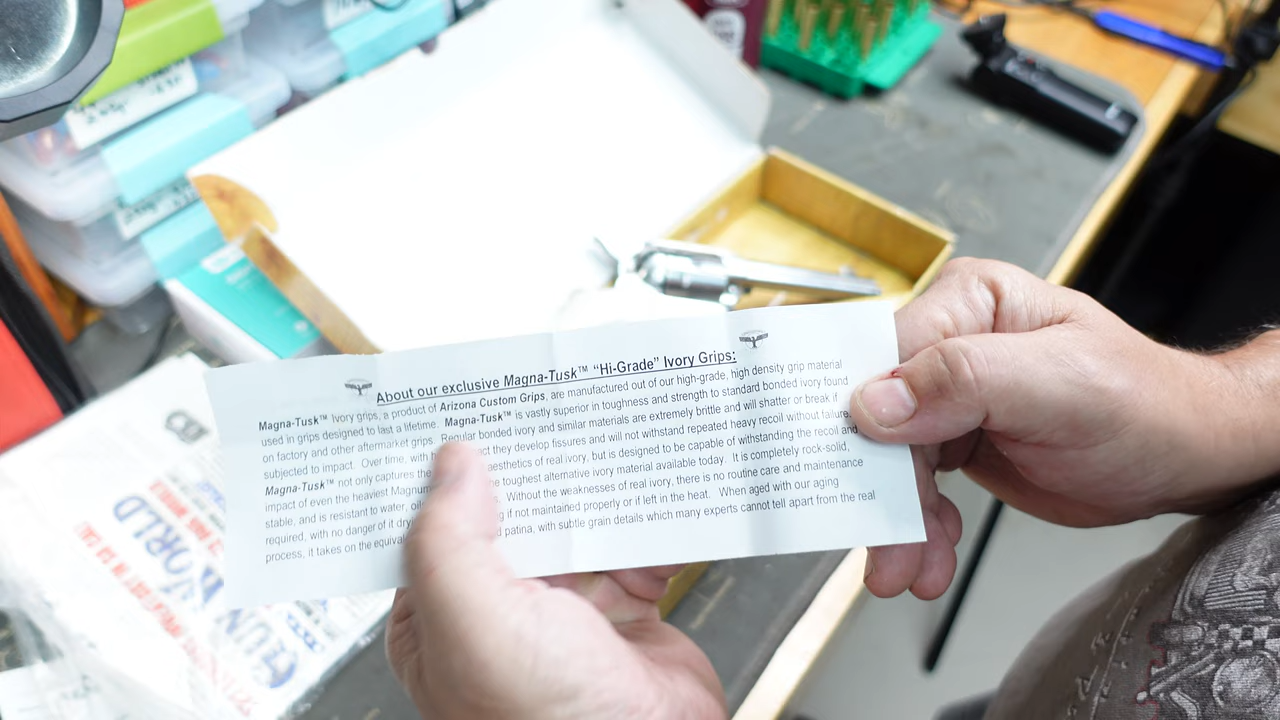 About our exclusive Magna-Tusk™ “Hi-Grade” Ivory Grips:
Magna-Tusk™ Ivory grips, a product of Arizona Custom Grips, are manufactured out of our high-grade, high density grip material
used in grips designed to last a lifetime. Magna-Tusk™ is vastly superior in toughness and strength to standard bonded ivory found
on factory and other aftermarket grips. Regular bonded ivory and similar materials are extremely brittle and will shatter or break if
subjected to impact. Over time, with they develop fissures and will not withstand repeated heavy recoil without failure.
Magna-Tusk™ not only captures the aesthetics of real ivory, but is designed to be capable of withstanding the recoil and
impact of even the heaviest Magnum toughest alternative ivory material available today. It is completely rock-solid,
stable, and is resistant to water, Without the weaknesses of real ivory, there is no routine care and maintenance
required, with no danger of it if not maintained properly or if left in the heat. When aged with our aging
process, it takes on the patina, with subtle grain details which many experts cannot tell apart from the real
GUN
WORLD